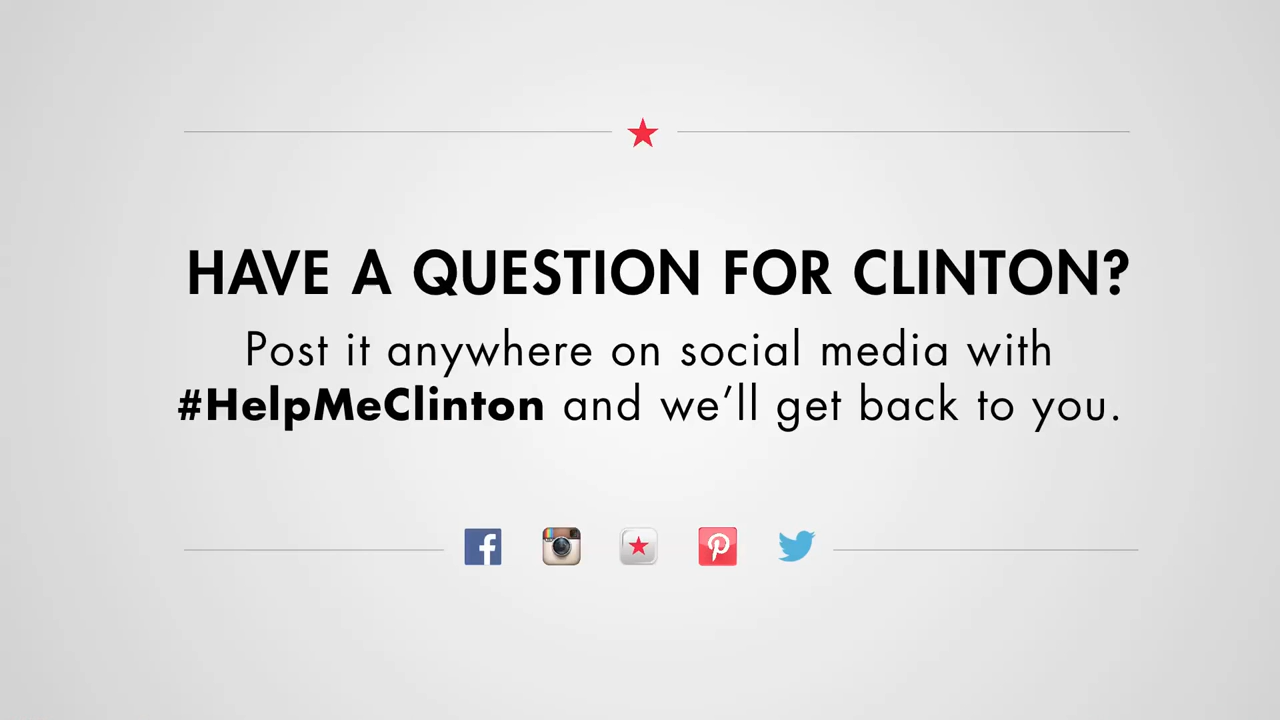 HAVE A QUESTION FOR CLINTON?
Post it anywhere on social media with
#HelpMeClinton and we’ll get back to you.